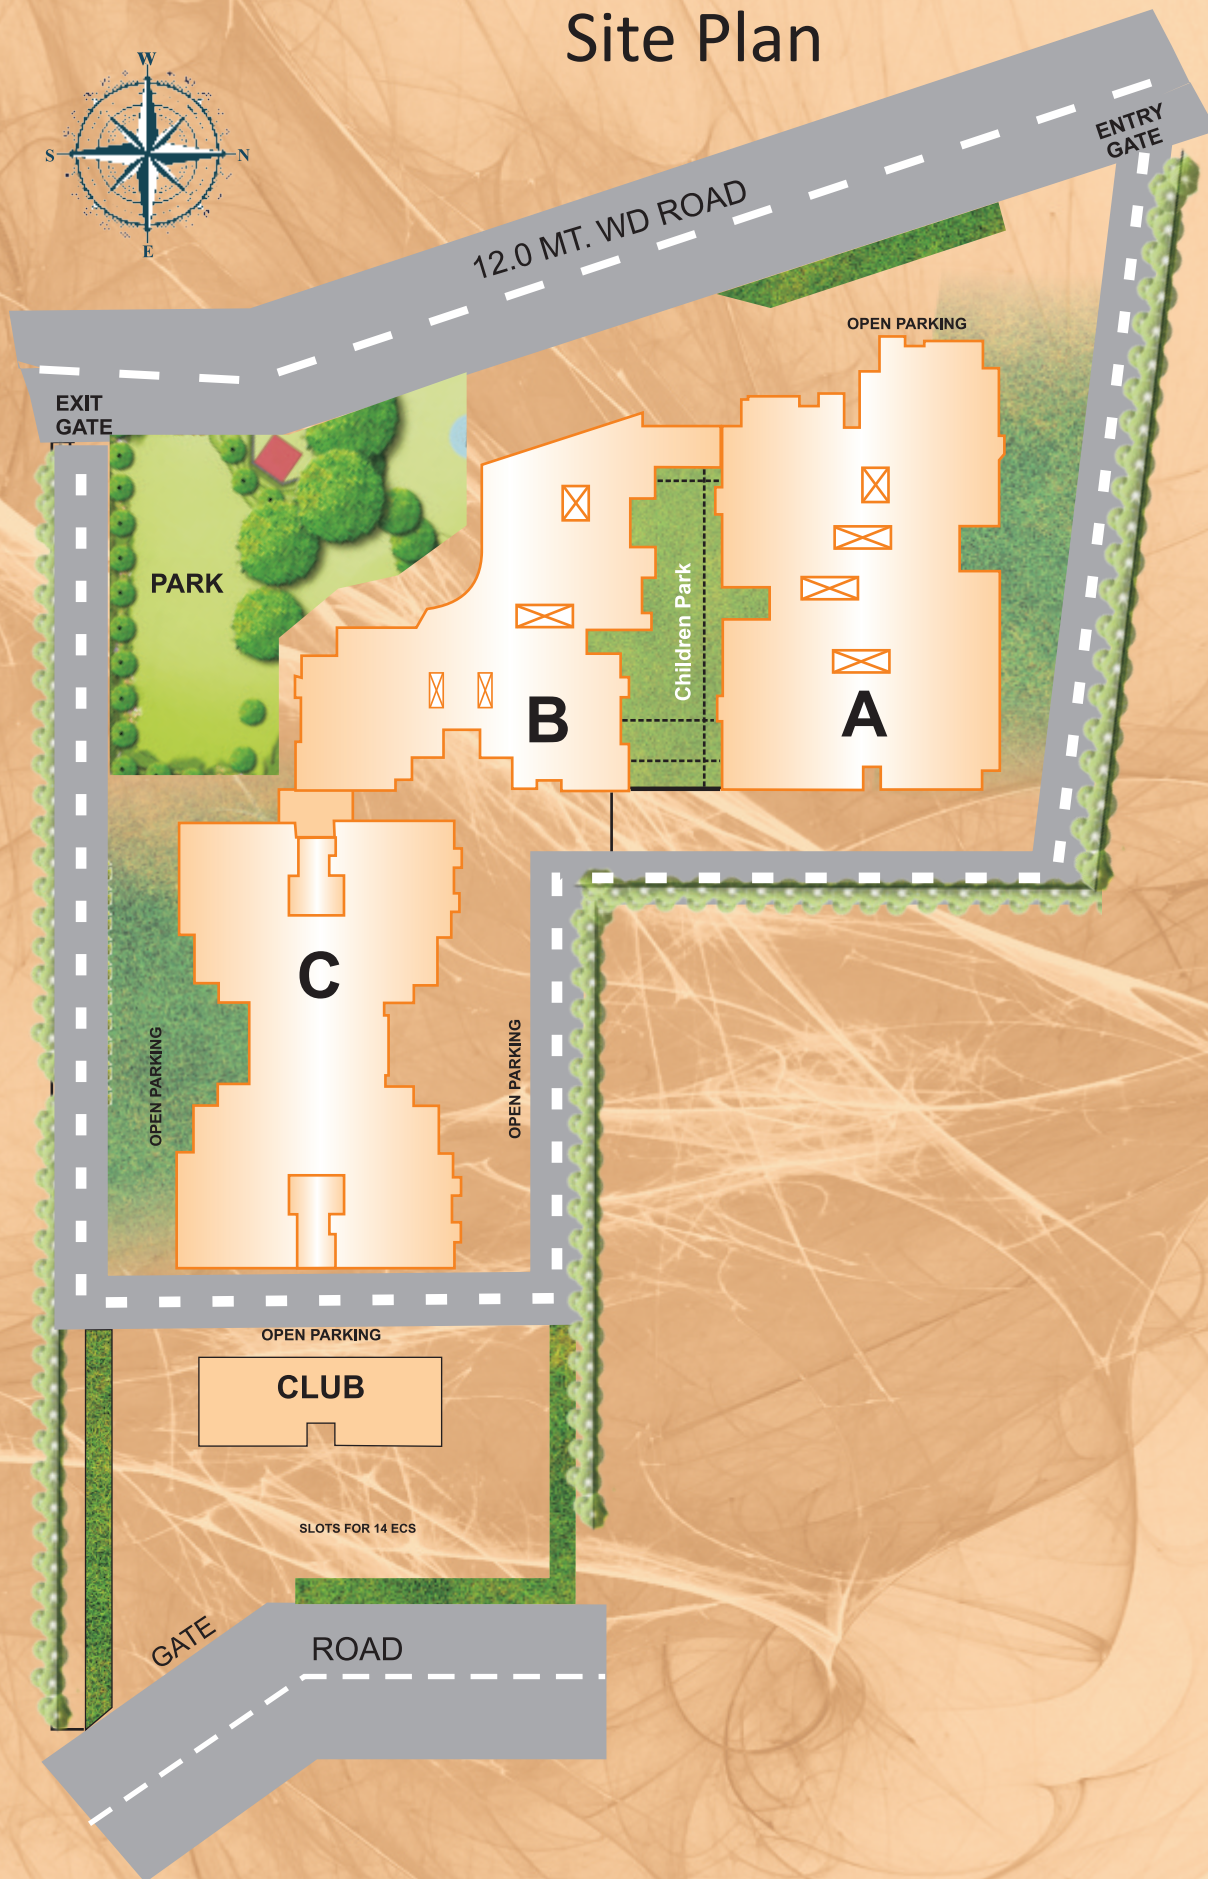 Site Plan
W
S
N
E
ENTRY
GATE
12.0 MT. WD ROAD
OPEN PARKING
EXIT
GATE
PARK
Children Park
B
A
C
OPEN PARKING
OPEN PARKING
OPEN PARKING
CLUB
SLOTS FOR 14 ECS
GATE
ROAD